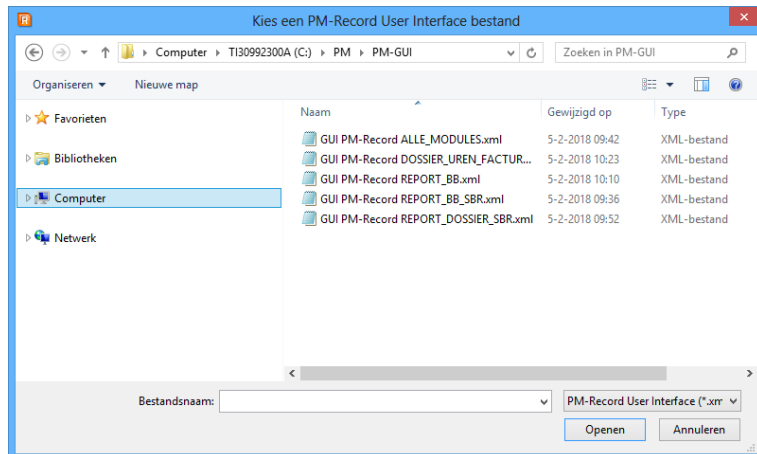 Kies een PM-Record User Interface bestand
Computer TI30992300A (C:) PM PM-GUI Zoeken in PM-GUI
Organiseren Nieuwe map
Naam Gewijzigd op Type
Favorieten
GUI PM-Record ALLE_MODULES.xml 5-2-2018 09:42 XML-bestand
GUI PM-Record DOSSIER_UREN_FACTUR... 5-2-2018 10:23 XML-bestand
Bibliotheken
GUI PM-Record REPORT_BB.xml 5-2-2018 10:10 XML-bestand
Computer
GUI PM-Record REPORT_BB_SBR.xml 5-2-2018 09:36 XML-bestand
GUI PM-Record REPORT_DOSSIER_SBR.xml 5-2-2018 09:52 XML-bestand
Netwerk
Bestandsnaam: PM-Record User Interface (*.xm
Openen Annuleren